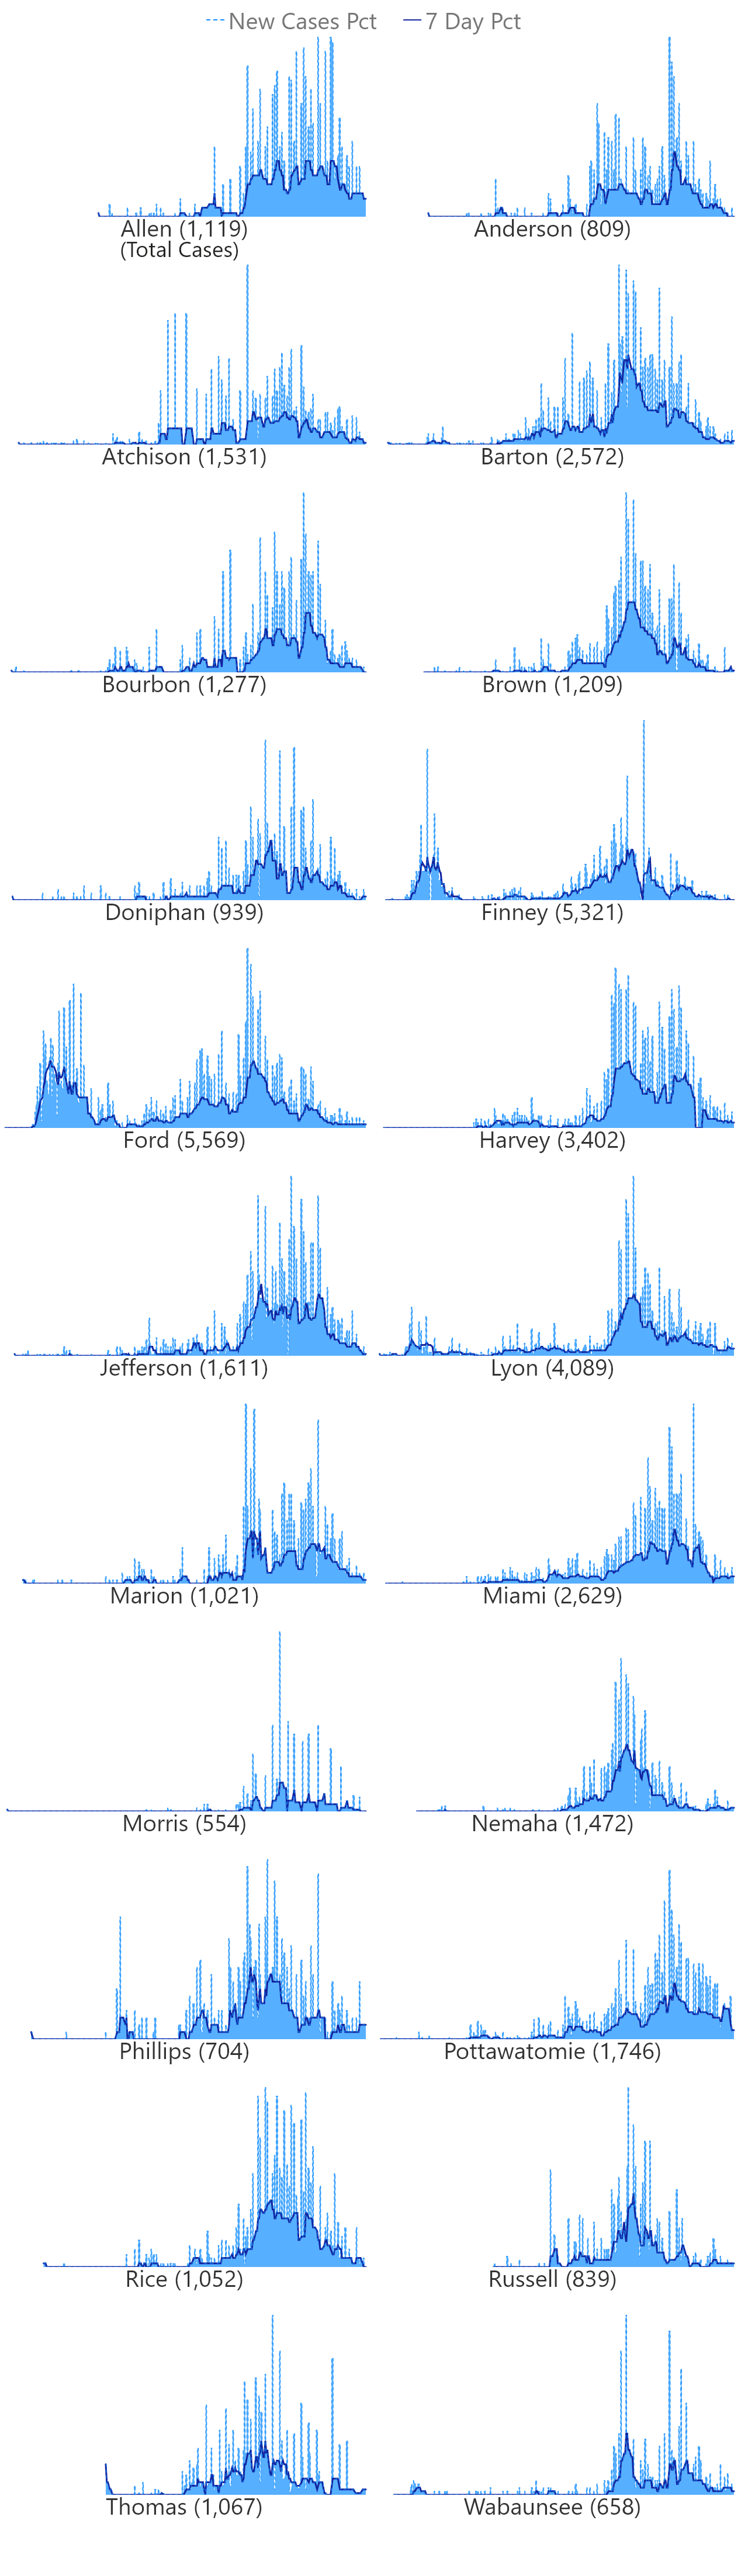 New Cases Pct 7 Day Pct
Allen (1,119) Anderson (809)
(Total Cases)
Atchison (1,531) Barton (2,572)
Bourbon (1,277) Brown (1,209)
Doniphan (939) Finney (5,321)
Ford (5,569) Harvey (3,402)
Jefferson (1,611) Lyon (4,089)
Marion (1,021) Miami (2,629)
Morris (554) Nemaha (1,472)
Phillips (704) Pottawatomie (1,746)
Rice (1,052) Russell (839)
Thomas (1,067) Wabaunsee (658)